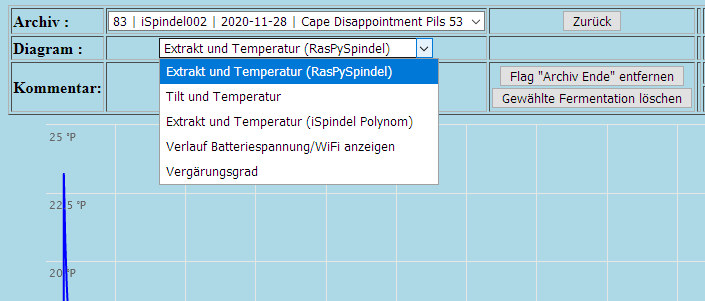 Archiv : 83 | iSpindel002 | 2020-11-28 | Cape Disappointment Pils 53 Zurück
Diagram : Extrakt und Temperatur (RasPySpindel)
Extrakt und Temperatur (RasPySpindel)
Tilt und Temperatur
Extrakt und Temperatur (iSpindel Polynom)
Verlauf Batteriespannung/WiFi anzeigen
Vergärungsgrad
Kommentar: Flag "Archiv Ende" entfernen
Gewählte Fermentation löschen
25 °P
22,5 °P
20 °P